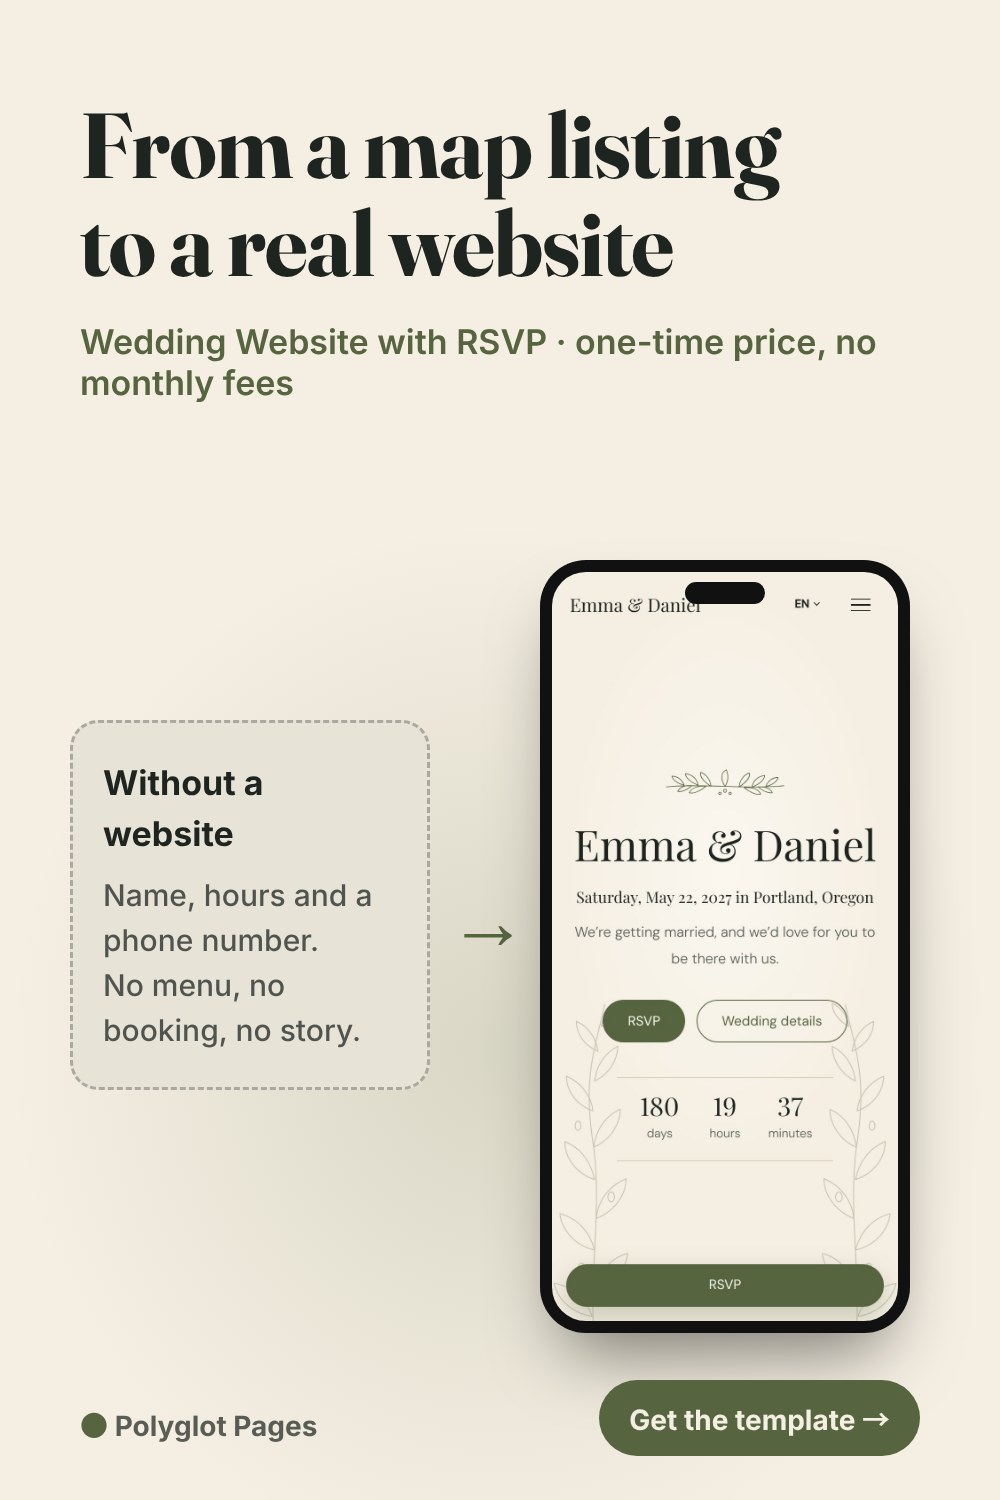 From a map listing
to a real website
Wedding Website with RSVP · one-time price, no
monthly fees
Without a
website
Name, hours and a
phone number.
No menu, no
booking, no story.
→
Emma & Daniel
EN
Emma & Daniel
Saturday, May 22, 2027 in Portland, Oregon
We're getting married, and we'd love for you to
be there with us.
RSVP
Wedding details
180 19 37
days hours minutes
RSVP
Polyglot Pages
Get the template →